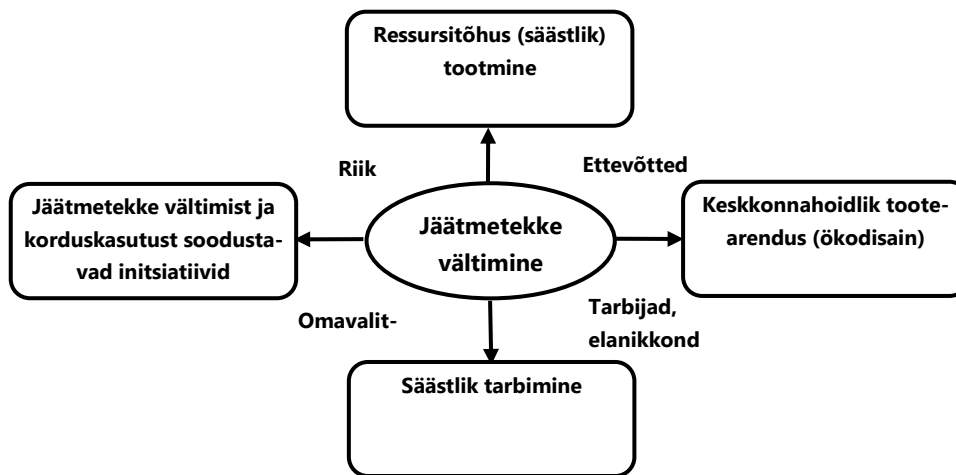 Ressursitõhus (säästlik)
tootmine
Riik
Ettevõtted
Jäätmetekke vältimist ja
korduskasutust soodusta-
vad initsiatiivid
Jäätmetekke
vältimine
Keskkonnahoidlik toote-
arendus (ökodisain)
Omavalit-
Tarbijad,
elanikkond
Säästlik tarbimine